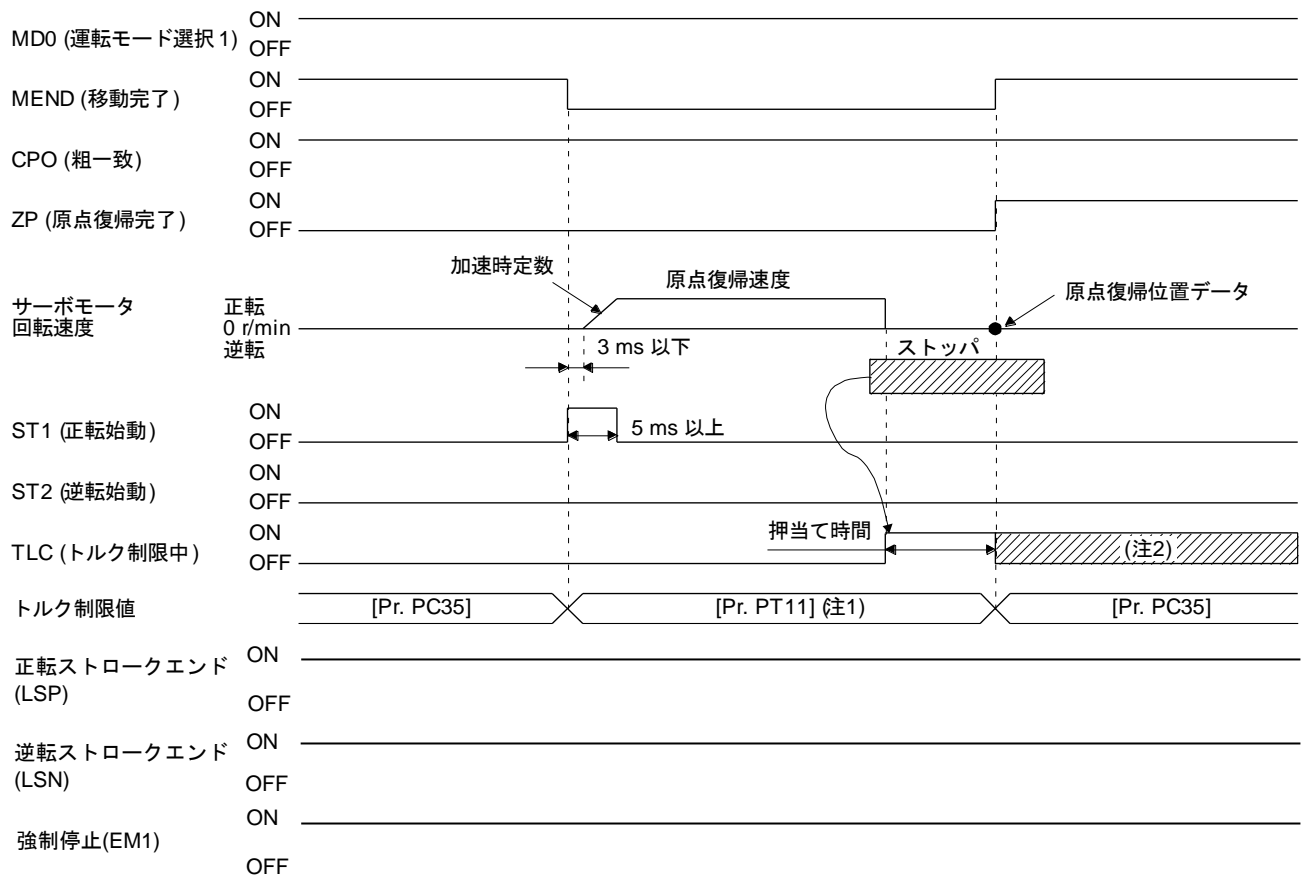 ON
MD0 (運転モード選択1)
OFF
ON
MEND (移動完了)
OFF
ON
CPO (粗一致)
OFF
ON
ZP (原点復帰完了)
OFF
加速時定数
原点復帰速度
原点復帰位置データ
サーボモータ
回転速度
正転
0 r/min
逆転
3 ms 以下
ストッパ
ON
ST1 (正転始動)
OFF
5 ms 以上
ON
ST2 (逆転始動)
OFF
ON
TLC (トルク制限中)
OFF
押当て時間
(注2)
トルク制限値
[Pr. PC35]
[Pr. PT11] (注1)
[Pr. PC35]
正転ストロークエンド
(LSP)
ON
OFF
逆転ストロークエンド
(LSN)
ON
OFF
強制停止(EM1)
ON
OFF